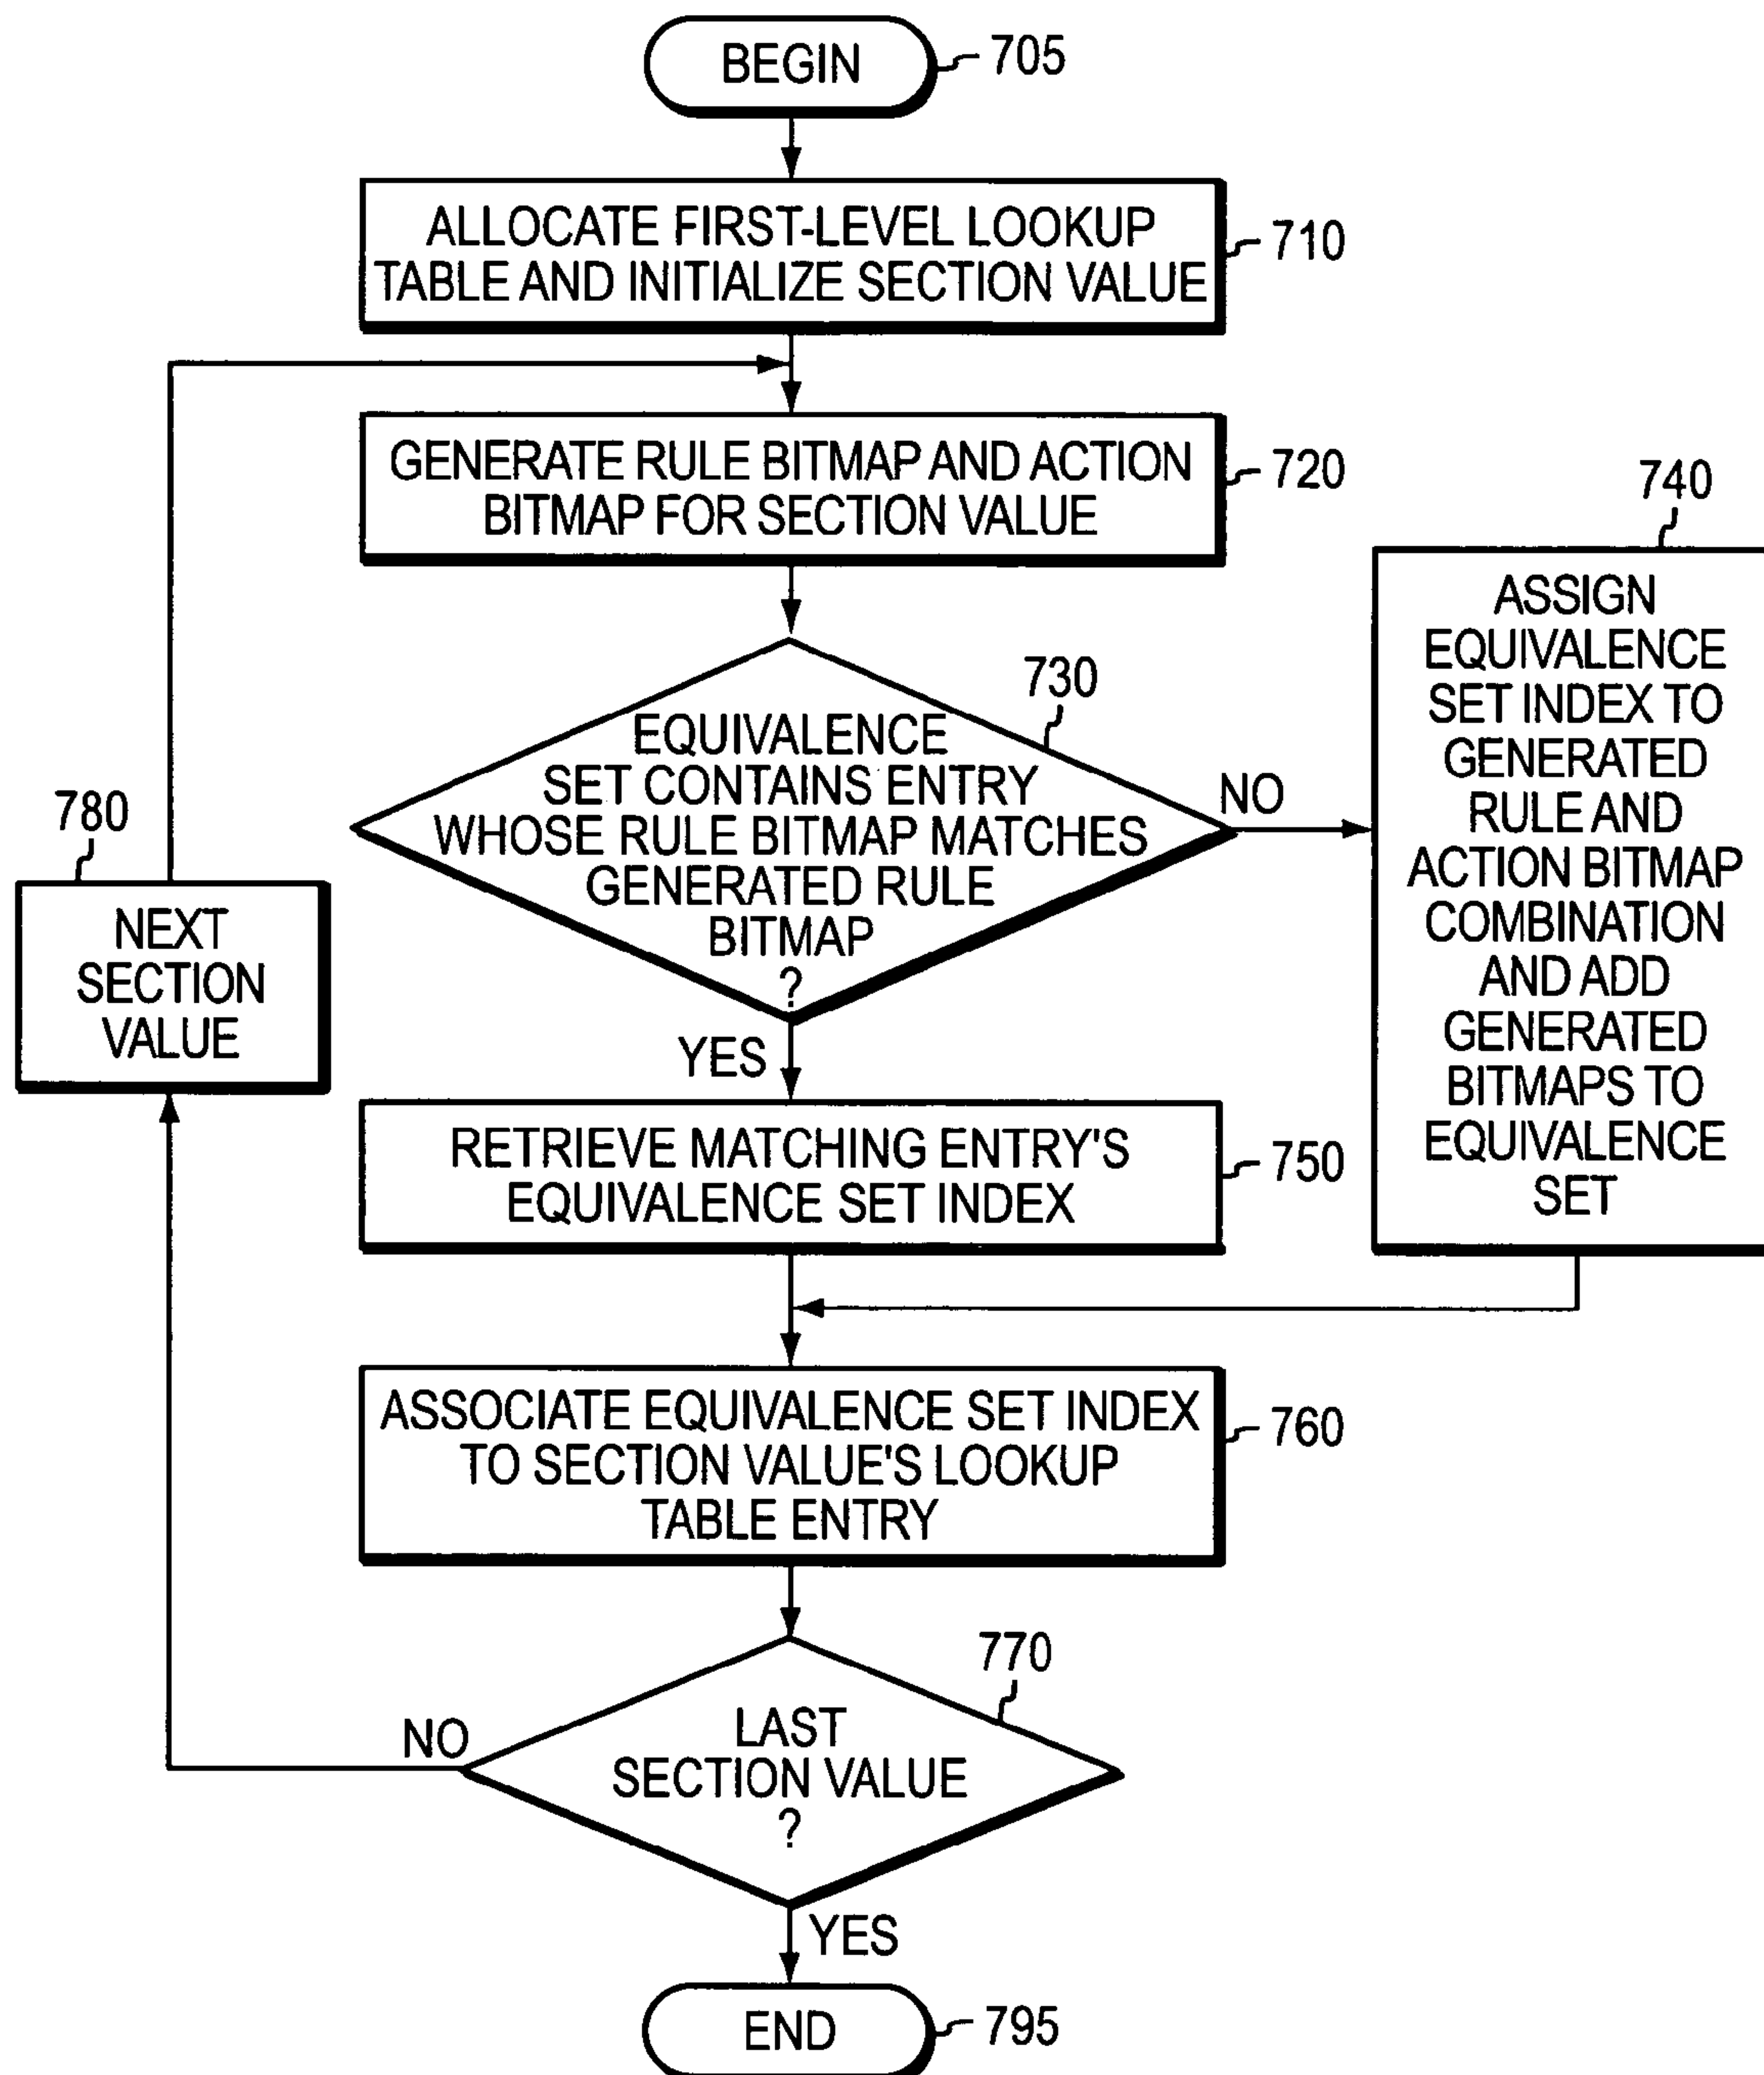 BEGIN
705
ALLOCATE FIRST-LEVEL LOOKUP
TABLE AND INITIALIZE SECTION VALUE
710
GENERATE RULE BITMAP AND ACTION
BITMAP FOR SECTION VALUE
720
730
EQUIVALENCE
SET CONTAINS ENTRY
WHOSE RULE BITMAP MATCHES
GENERATED RULE
BITMAP
?
NO
YES
740
ASSIGN
EQUIVALENCE
SET INDEX TO
GENERATED
RULE AND
ACTION BITMAP
COMBINATION
AND ADD
GENERATED
BITMAPS TO
EQUIVALENCE
SET
RETRIEVE MATCHING ENTRY'S
EQUIVALENCE SET INDEX
750
ASSOCIATE EQUIVALENCE SET INDEX
TO SECTION VALUE'S LOOKUP
TABLE ENTRY
760
770
LAST
SECTION VALUE
?
NO
780
NEXT
SECTION
VALUE
YES
END
795